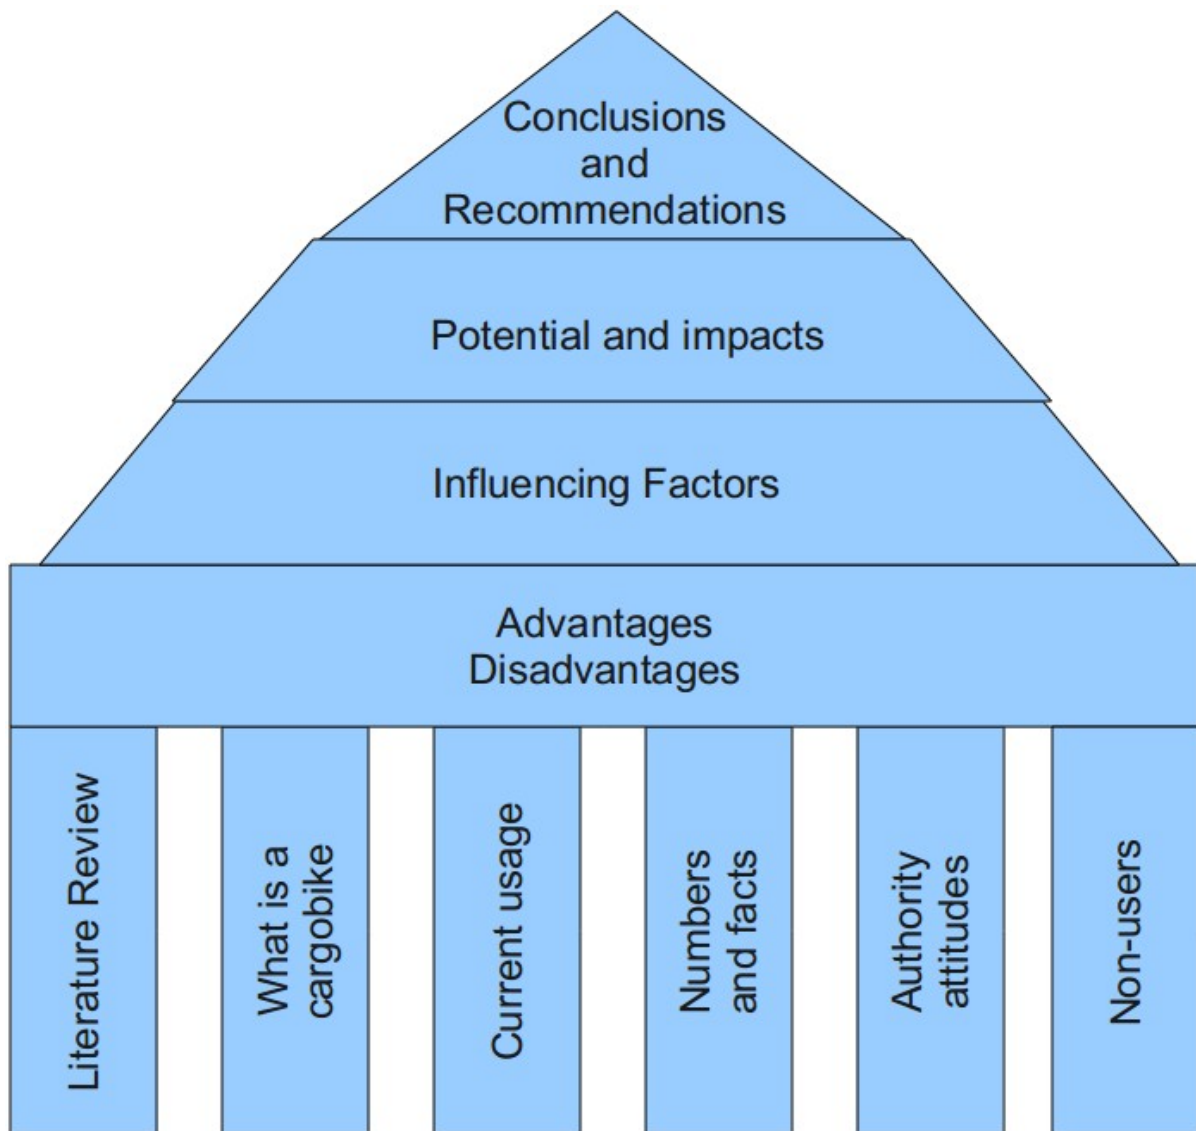 Conclusions
and
Recommendations
Potential and impacts
Influencing Factors
Advantages
Disadvantages
Literature Review
What is a
cargobike
Current usage
Numbers
and facts
Authority
attitudes
Non-users